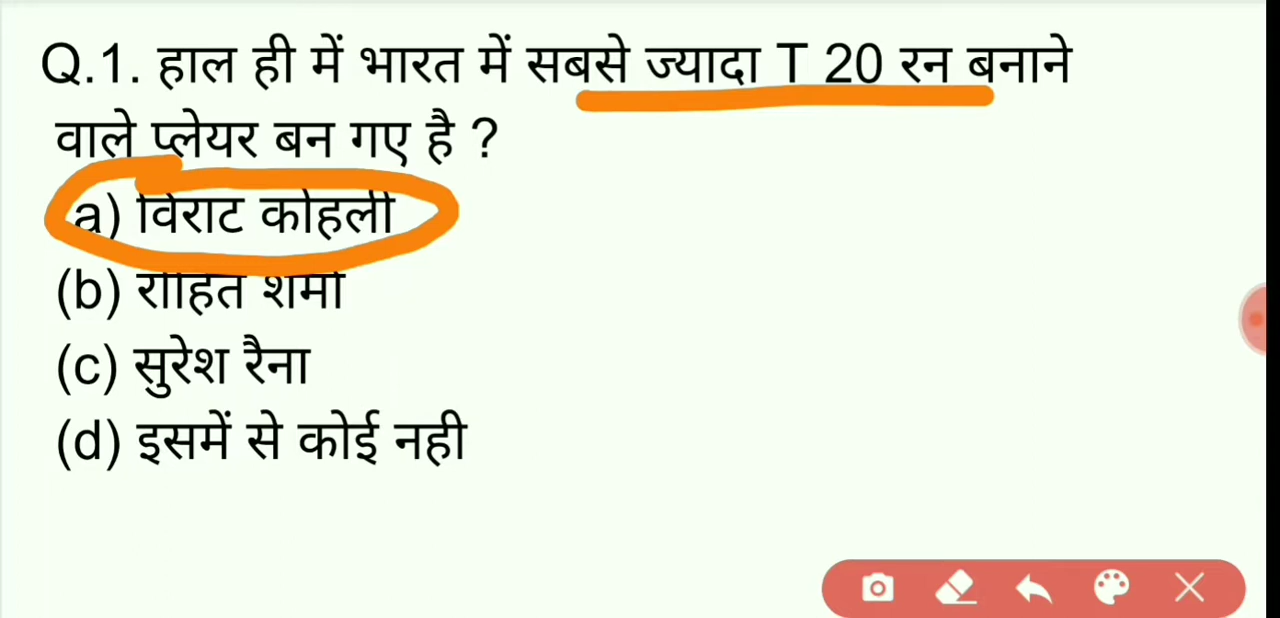 Q.1. हाल ही में भारत में सबसे ज्यादा T 20 रन बनाने
वाले प्लेयर बन गए है ?
a) विराट कोहली
(b) रोहित शर्मा
(c) सुरेश रैना
(d) इसमें से कोई नही